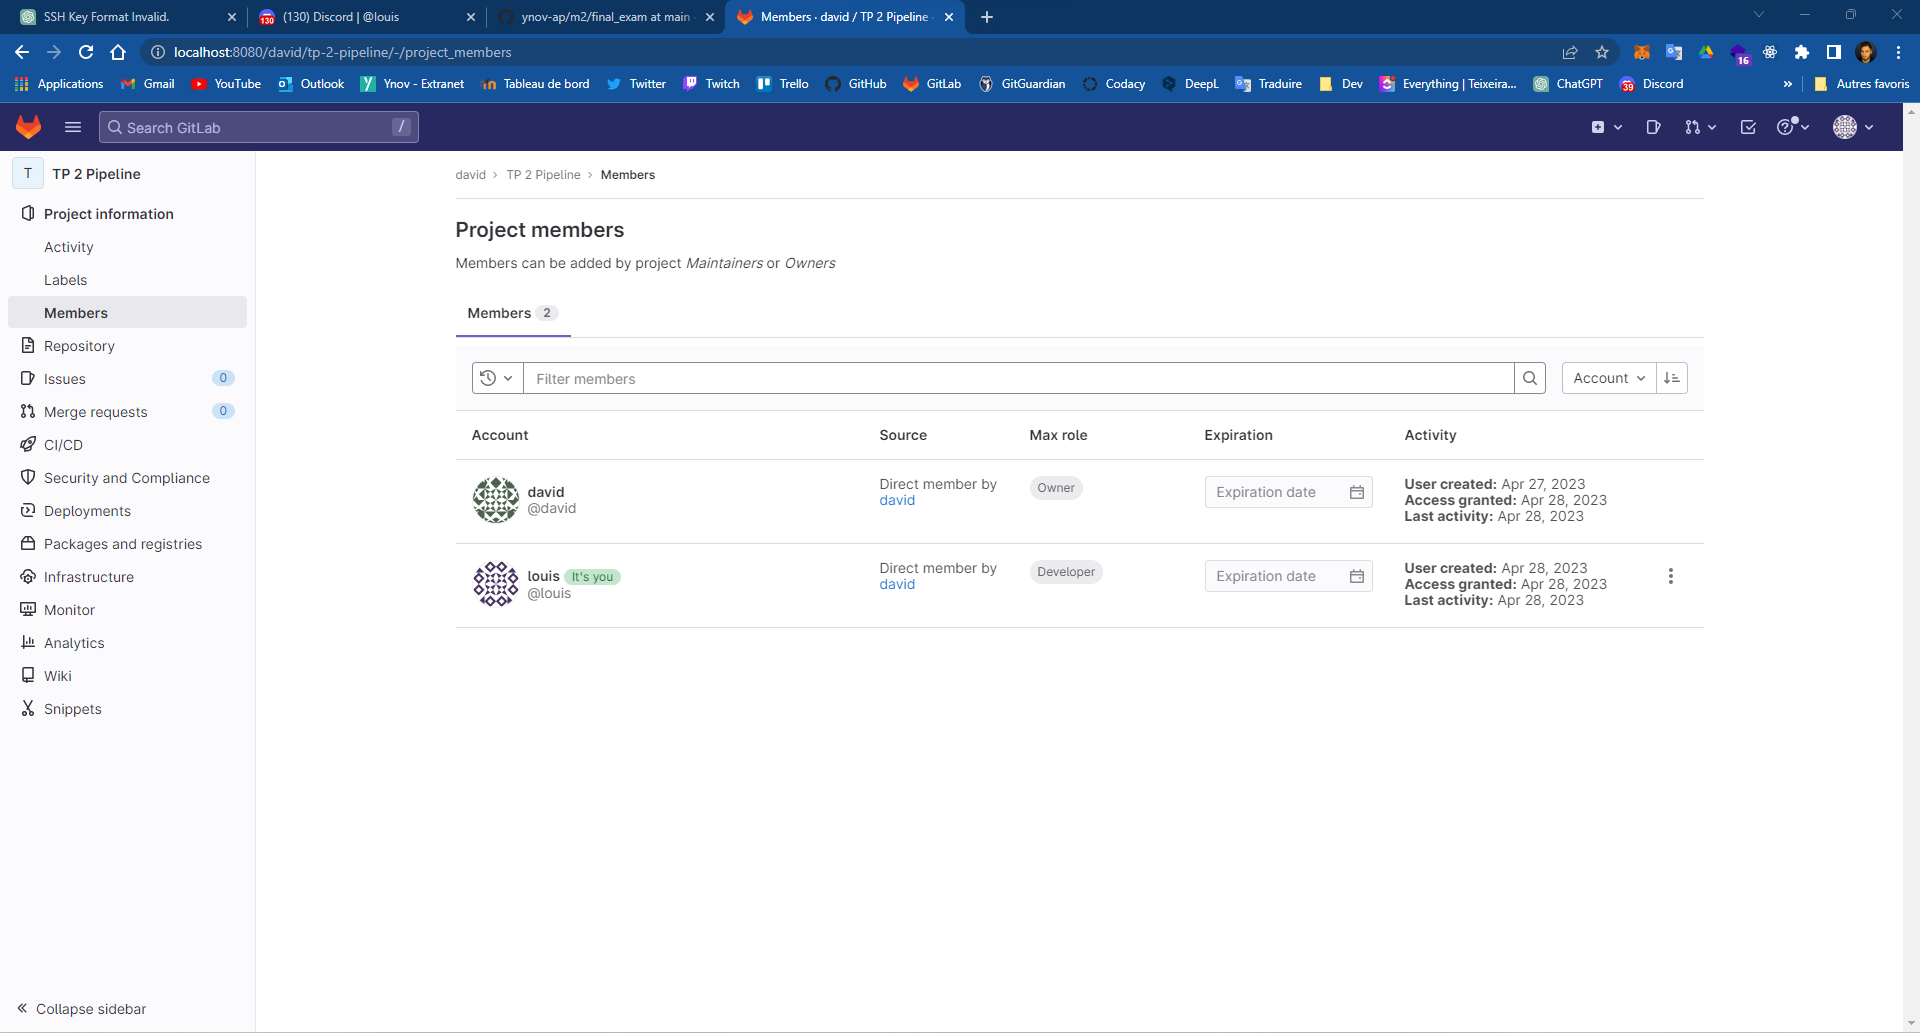 SSH Key Format Invalid.
(130) Discord | @louis
ynov-ap/m2/final_exam at main
Members · david / TP 2 Pipeline ·
localhost:8080/david/tp-2-pipeline/-/project_members
16
Applications Gmail YouTube Outlook Ynov - Extranet Tableau de bord Twitter Twitch Trello GitHub GitLab GitGuardian Codacy DeepL Traduire Dev Everything | Teixeira... ChatGPT 39 Discord » Autres favoris
Search GitLab /
T TP 2 Pipeline
Project information
Activity
Labels
Members
Repository
Issues 0
Merge requests 0
CI/CD
Security and Compliance
Deployments
Packages and registries
Infrastructure
Monitor
Analytics
Wiki
Snippets
Collapse sidebar
david › TP 2 Pipeline › Members
Project members
Members can be added by project Maintainers or Owners
Members 2
Filter members
Account
Account Source Max role Expiration Activity
david
@david
Direct member by
david
Owner
Expiration date
User created: Apr 27, 2023
Access granted: Apr 28, 2023
Last activity: Apr 28, 2023
louis It's you
@louis
Direct member by
david
Developer
Expiration date
User created: Apr 28, 2023
Access granted: Apr 28, 2023
Last activity: Apr 28, 2023